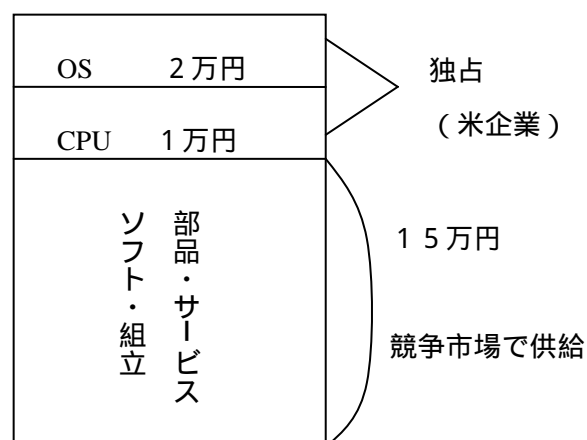 OS 2万円
CPU 1万円
部品・サービス
ソフト・組立
独占
(米企業)
15万円
競争市場で供給